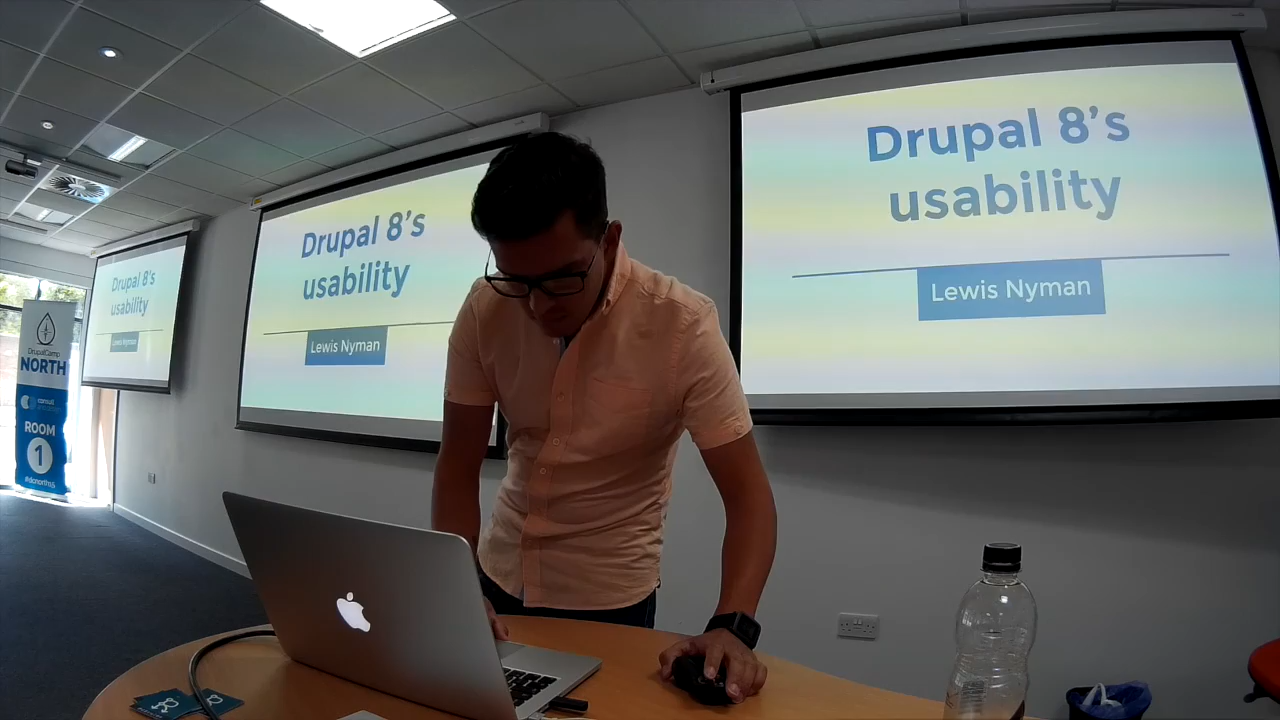 Drupal 8's
usability
Lewis Nyman
Drupal 8's
usability
Lewis Nyman
Drupal 8's
usability
Lewis Nyman
DrupalCamp
NORTH
ROOM
1